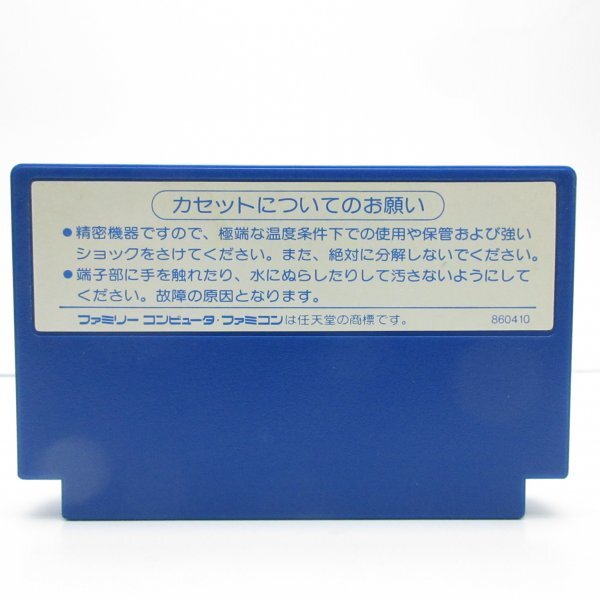 カセットについてのお願い
●精密機器ですので、極端な温度条件下での使用や保管および強い
ショックをさけてください。また、絶対に分解しないでください。
●端子部に手を触れたり、水にぬらしたりして汚さないようにして
ください。故障の原因となります。
ファミリーコンピュータ・ファミコンは任天堂の商標です。 860410